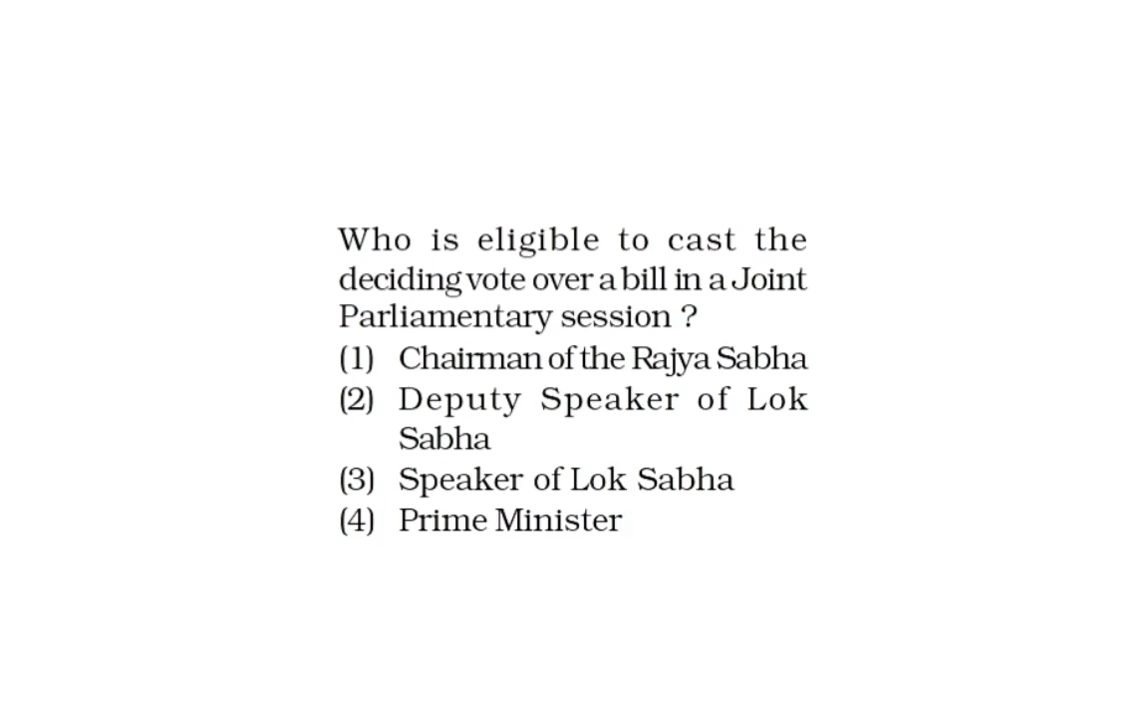 Who is eligible to cast the
deciding vote over a bill in a Joint
Parliamentary session ?
(1) Chairman of the Rajya Sabha
(2) Deputy Speaker of Lok
Sabha
(3) Speaker of Lok Sabha
(4) Prime Minister